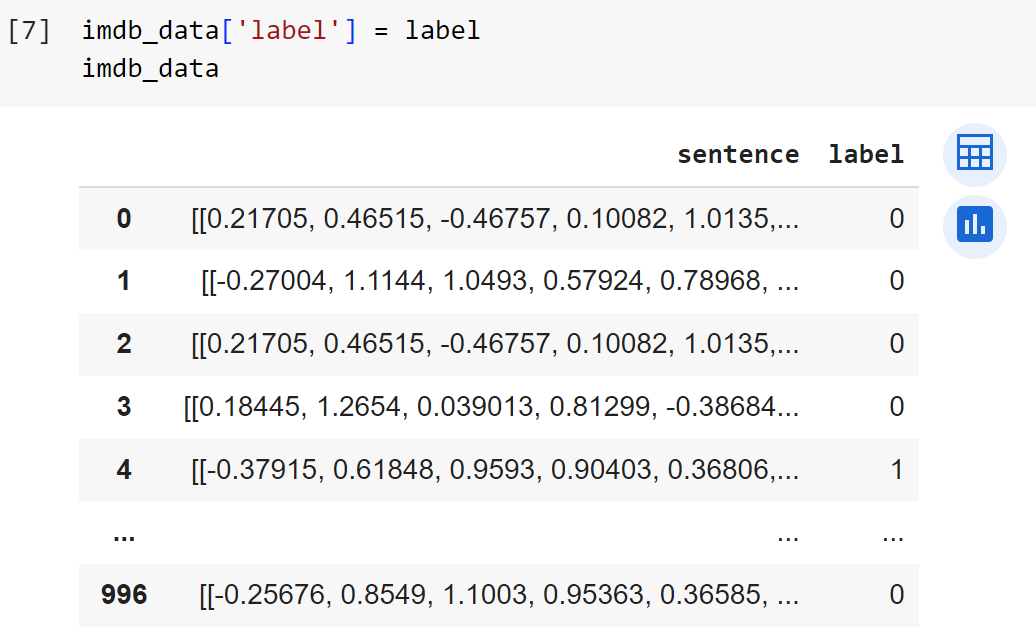 [7] imdb_data['label'] = label
imdb_data
sentence label
0 [[0.21705, 0.46515, -0.46757, 0.10082, 1.0135,... 0
1 [[-0.27004, 1.1144, 1.0493, 0.57924, 0.78968, ... 0
2 [[0.21705, 0.46515, -0.46757, 0.10082, 1.0135,... 0
3 [[0.18445, 1.2654, 0.039013, 0.81299, -0.38684... 0
4 [[-0.37915, 0.61848, 0.9593, 0.90403, 0.36806,... 1
... ... ...
996 [[-0.25676, 0.8549, 1.1003, 0.95363, 0.36585, ... 0